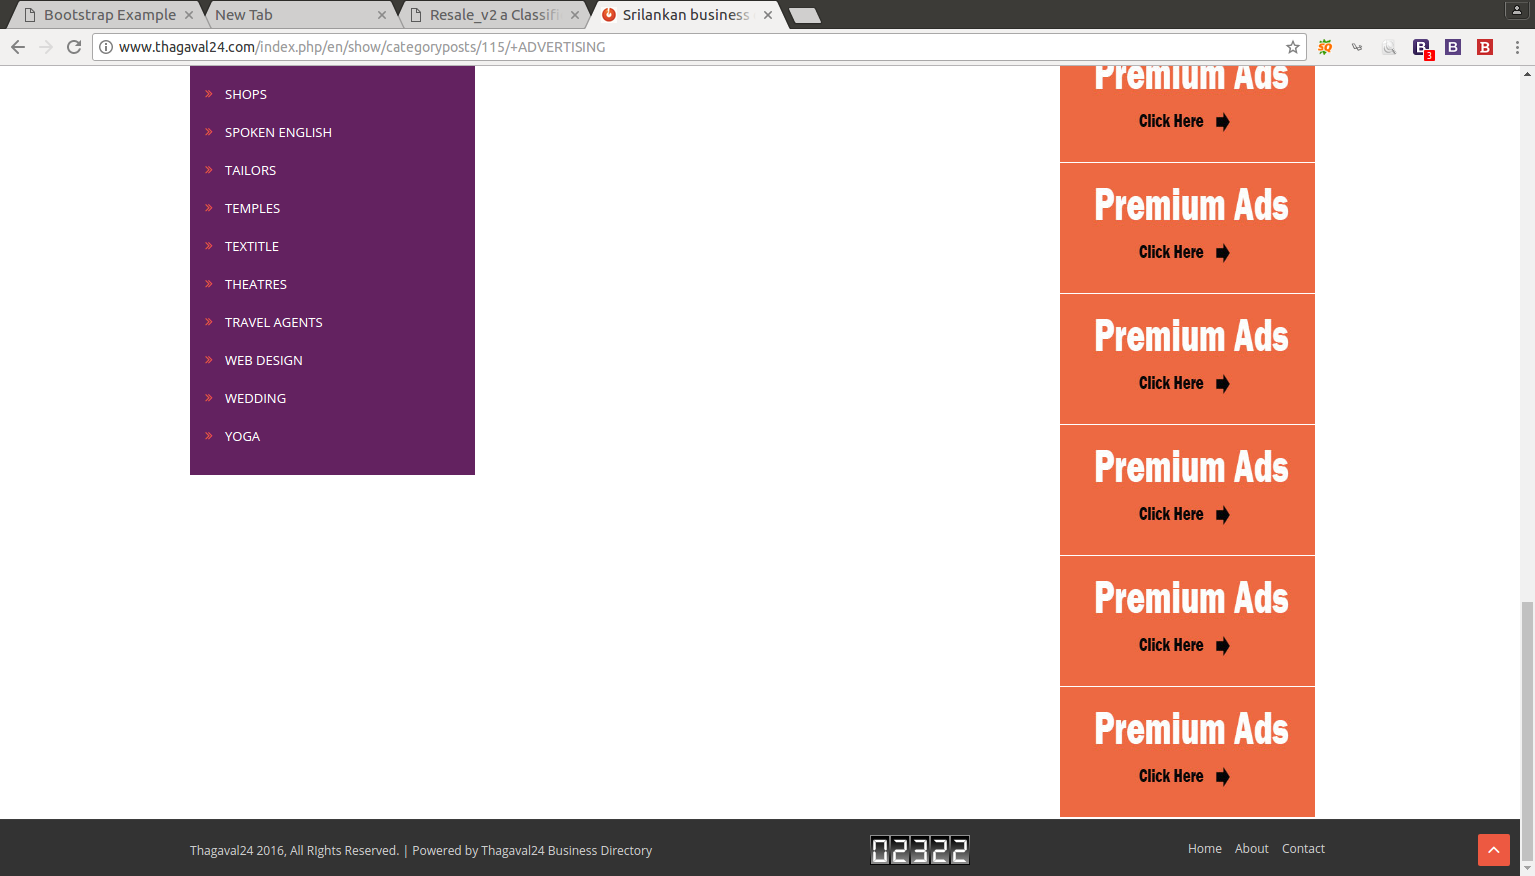 Bootstrap Example
New Tab
Resale_v2 a Classifi
Srilankan business
www.thagaval24.com/index.php/en/show/categoryposts/115/+ADVERTISING
3
SHOPS
SPOKEN ENGLISH
TAILORS
TEMPLES
TEXTITLE
THEATRES
TRAVEL AGENTS
WEB DESIGN
WEDDING
YOGA
Premium Ads
Click Here
Premium Ads
Click Here
Premium Ads
Click Here
Premium Ads
Click Here
Premium Ads
Click Here
Premium Ads
Click Here
Thagaval24 2016, All RIghts Reserved. | Powered by Thagaval24 Business Directory
02322
Home About Contact